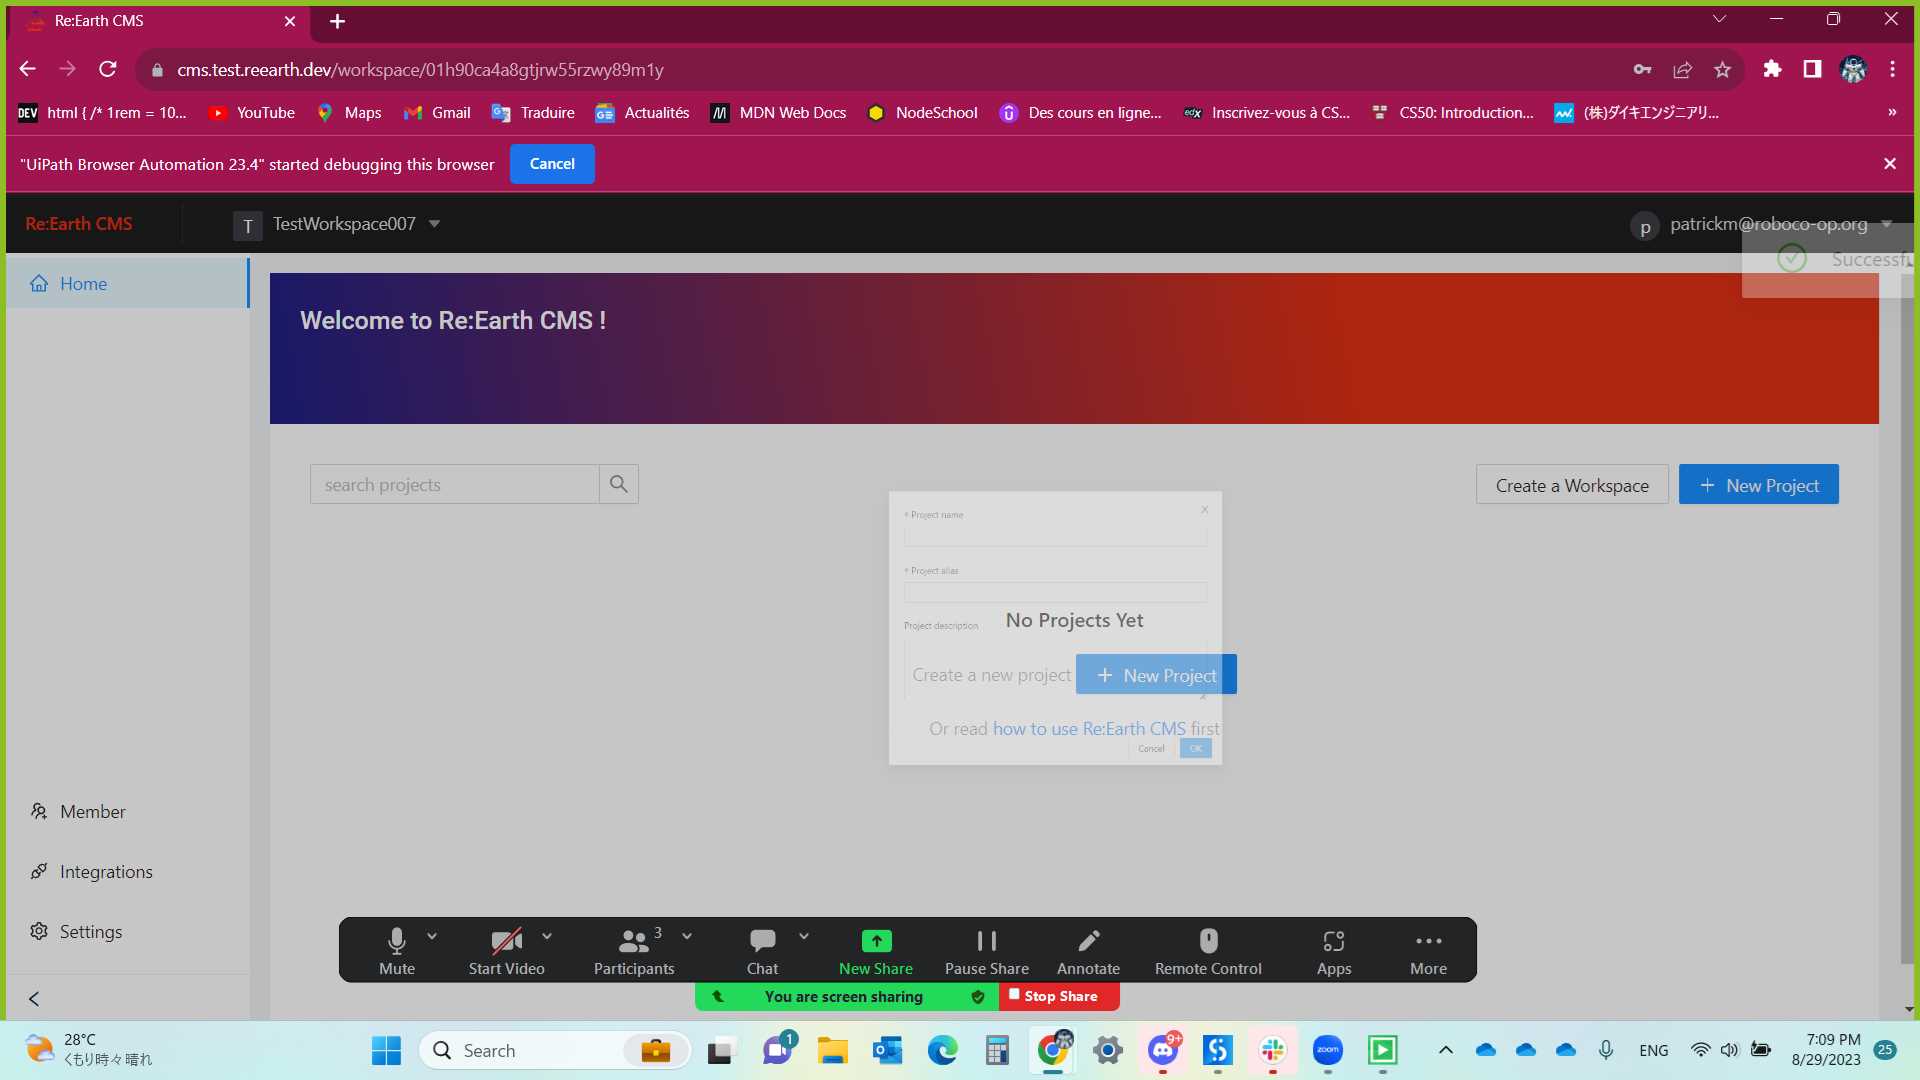 Re:Earth CMS
cms.test.reearth.dev/workspace/01h90ca4a8gtjrw55rzwy89m1y
DEV html { /* 1rem = 10... YouTube Maps Gmail Traduire Actualités MDN Web Docs NodeSchool Des cours en ligne... edX Inscrivez-vous à CS... CS50: Introduction... (株)ダイキエンジニアリ... »
"UiPath Browser Automation 23.4" started debugging this browser Cancel
Re:Earth CMS T TestWorkspace007 p patrickm@roboco-op.org
Successfu
Home
Welcome to Re:Earth CMS !
search projects Create a Workspace + New Project
* Project name
* Project alias
No Projects Yet
Project description
Create a new project + New Project
Or read how to use Re:Earth CMS first
Cancel OK
Member
Integrations
Settings
3
Mute Start Video Participants Chat New Share Pause Share Annotate Remote Control Apps More
You are screen sharing Stop Share
28°C
くもり時々晴れ
Search
1
9+
zoom
ENG
7:09 PM
8/29/2023
25